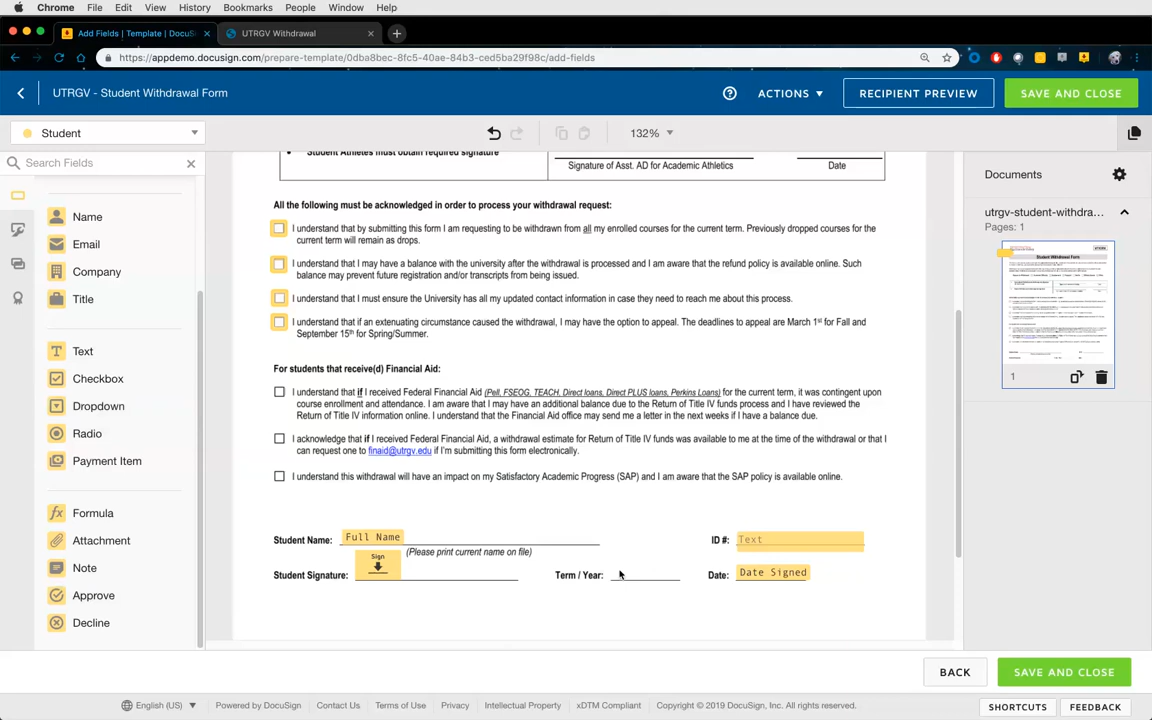 Chrome File Edit View History Bookmarks People Window Help
Add Fields | Template | DocuS
UTRGV Withdrawal
https://appdemo.docusign.com/prepare-template/0dba8bec-8fc5-40ae-84b3-ced5ba29f98c/add-fields
UTRGV - Student Withdrawal Form
ACTIONS
RECIPIENT PREVIEW
SAVE AND CLOSE
Student
132%
Search Fields
Name
Email
Company
Title
Text
Checkbox
Dropdown
Radio
Payment Item
Formula
Attachment
Note
Approve
Decline
Student Athletes must obtain required signature
Signature of Asst. AD for Academic Athletics
Date
All the following must be acknowledged in order to process your withdrawal request:
I understand that by submitting this form I am requesting to be withdrawn from all my enrolled courses for the current term. Previously dropped courses for the
current term will remain as drops.
I understand that I may have a balance with the university after the withdrawal is processed and I am aware that the refund policy is available online. Such
balance may prevent future registration and/or transcripts from being issued.
I understand that I must ensure the University has all my updated contact information in case they need to reach me about this process.
I understand that if an extenuating circumstance caused the withdrawal, I may have the option to appeal. The deadlines to appeal are March 1st for Fall and
September 15th for Spring/Summer.
For students that receive(d) Financial Aid:
I understand that if I received Federal Financial Aid (Pell, FSEOG, TEACH, Direct loans, Direct PLUS loans, Perkins Loans) for the current term, it was contingent upon
course enrollment and attendance. I am aware that I may have an additional balance due to the Return of Title IV funds process and I have reviewed the
Return of Title IV information online. I understand that the Financial Aid office may send me a letter in the next weeks if I have a balance due.
I acknowledge that if I received Federal Financial Aid, a withdrawal estimate for Return of Title IV funds was available to me at the time of the withdrawal or that I
can request one to finaid@utrgv.edu if I'm submitting this form electronically.
I understand this withdrawal will have an impact on my Satisfactory Academic Progress (SAP) and I am aware that the SAP policy is available online.
Student Name: Full Name
ID #: Text
(Please print current name on file)
Sign
Student Signature:
Term / Year:
Date: Date Signed
Documents
utrgv-student-withdra...
Pages: 1
Student Withdrawal Form
1
BACK
SAVE AND CLOSE
English (US)
Powered by DocuSign
Contact Us
Terms of Use
Privacy
Intellectual Property
xDTM Compliant
Copyright © 2019 DocuSign, Inc. All rights reserved.
SHORTCUTS
FEEDBACK